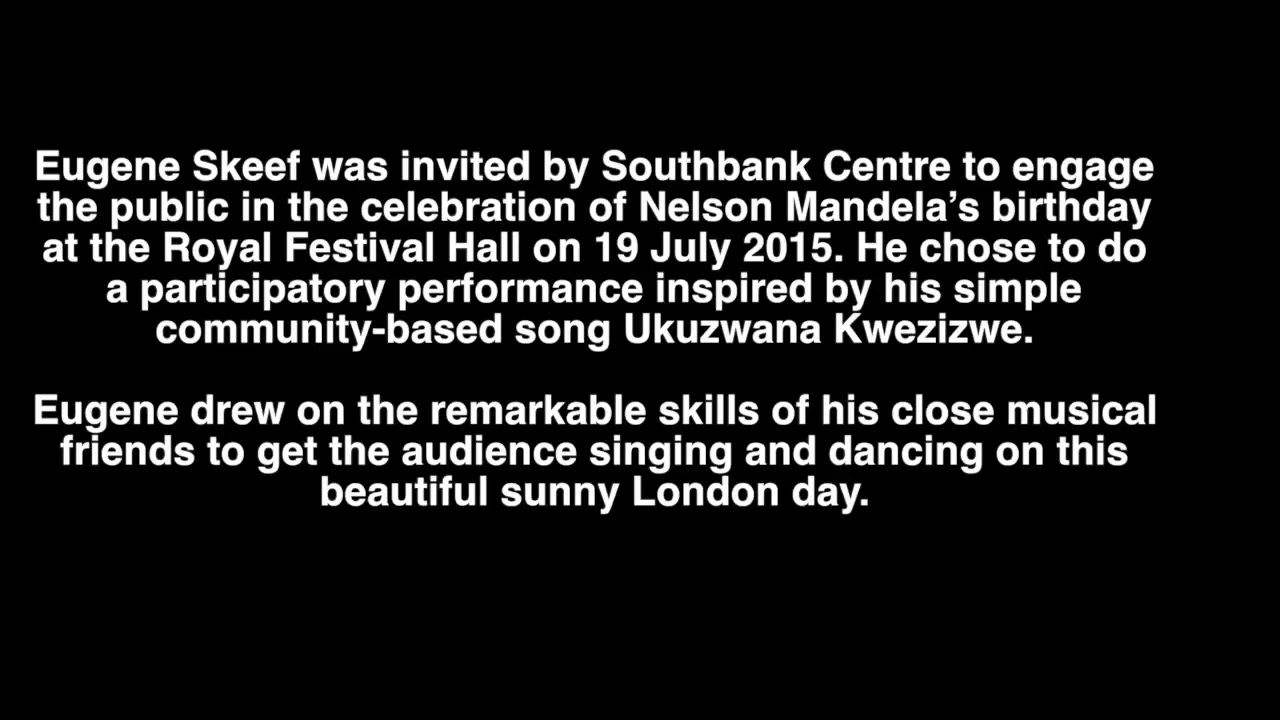 Eugene Skeef was invited by Southbank Centre to engage
the public in the celebration of Nelson Mandela’s birthday
at the Royal Festival Hall on 19 July 2015. He chose to do
a participatory performance inspired by his simple
community-based song Ukuzwana Kwezizwe.
Eugene drew on the remarkable skills of his close musical
friends to get the audience singing and dancing on this
beautiful sunny London day.